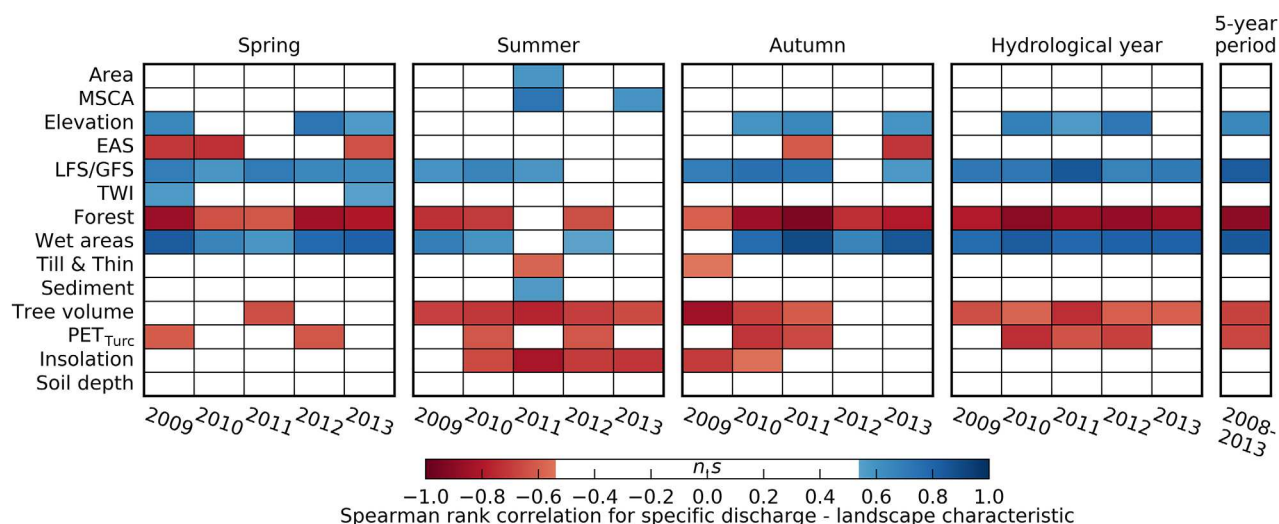 5-year
Spring Summer Autumn Hydrological year period
Area
MSCA
Elevation
EAS
LFS/GFS
TWI
Forest
Wet areas
Till & Thin
Sediment
Tree volume
PETTurc
Insolation
Soil depth
2009 2010 2011 2012 2013 2009 2010 2011 2012 2013 2009 2010 2011 2012 2013 2009 2010 2011 2012 2013 2008-
2013
n.s
−1.0 −0.8 −0.6 −0.4 −0.2 0.0 0.2 0.4 0.6 0.8 1.0
Spearman rank correlation for specific discharge - landscape characteristic